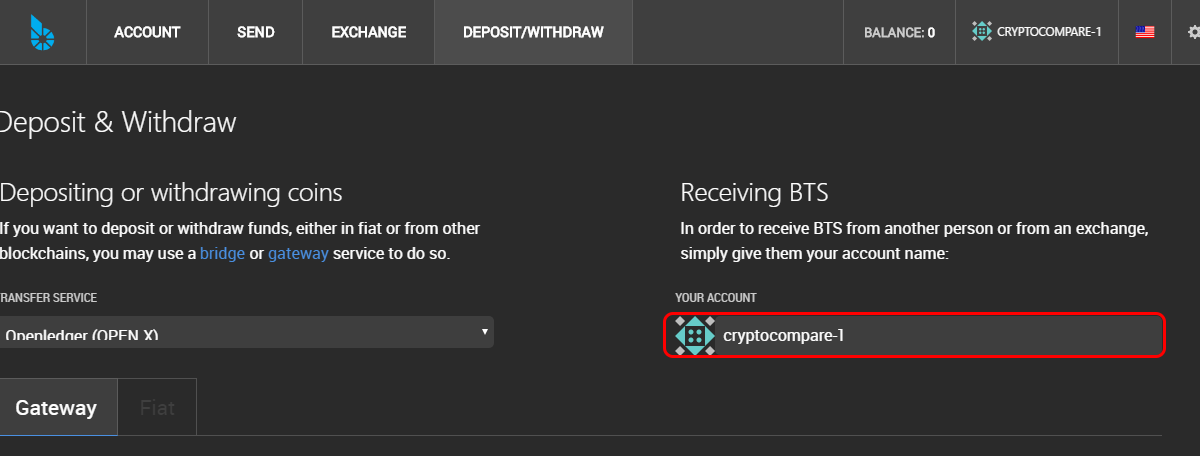 ACCOUNT SEND EXCHANGE DEPOSIT/WITHDRAW BALANCE: 0 CRYPTOCOMPARE-1
Deposit & Withdraw
Depositing or withdrawing coins
If you want to deposit or withdraw funds, either in fiat or from other
blockchains, you may use a bridge or gateway service to do so.
TRANSFER SERVICE
Openledger (OPEN.X)
Receiving BTS
In order to receive BTS from another person or from an exchange,
simply give them your account name:
YOUR ACCOUNT
cryptocompare-1
Gateway Fiat